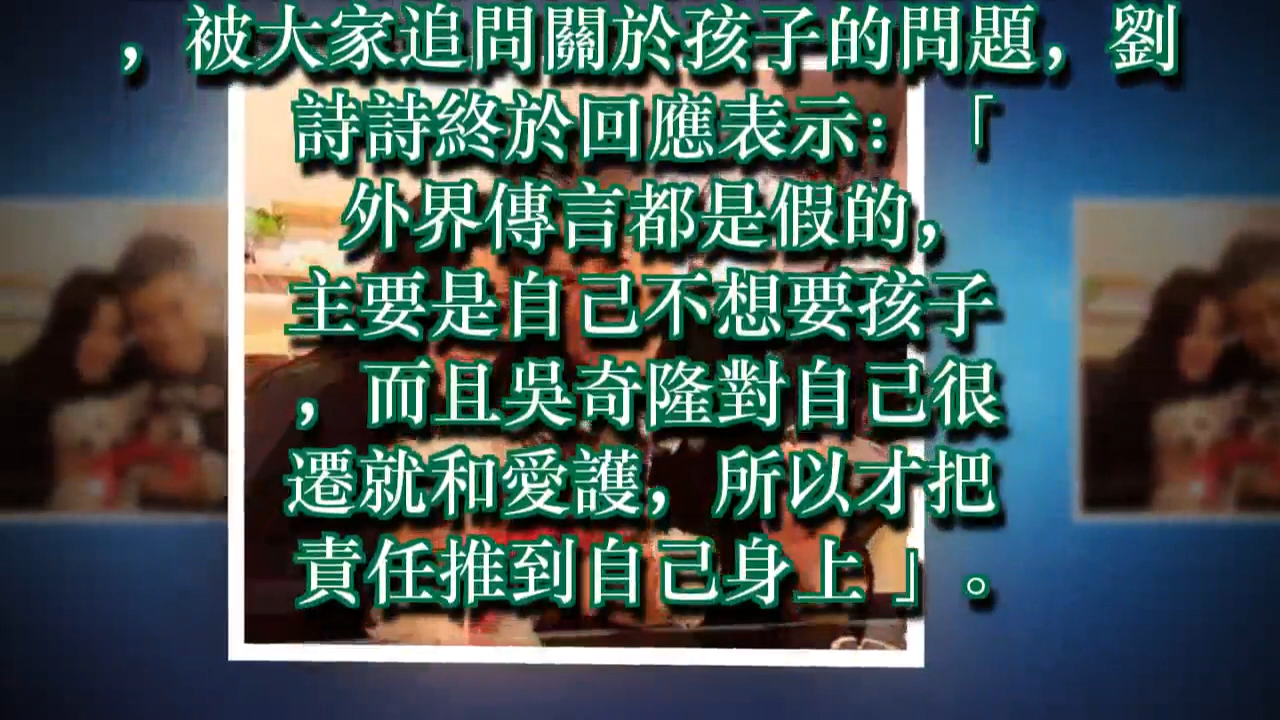 ，被大家追問關於孩子的問題，劉
詩詩終於回應表示：「
外界傳言都是假的，
主要是自己不想要孩子
，而且吳奇隆對自己很
遷就和愛護，所以才把
責任推到自己身上」。